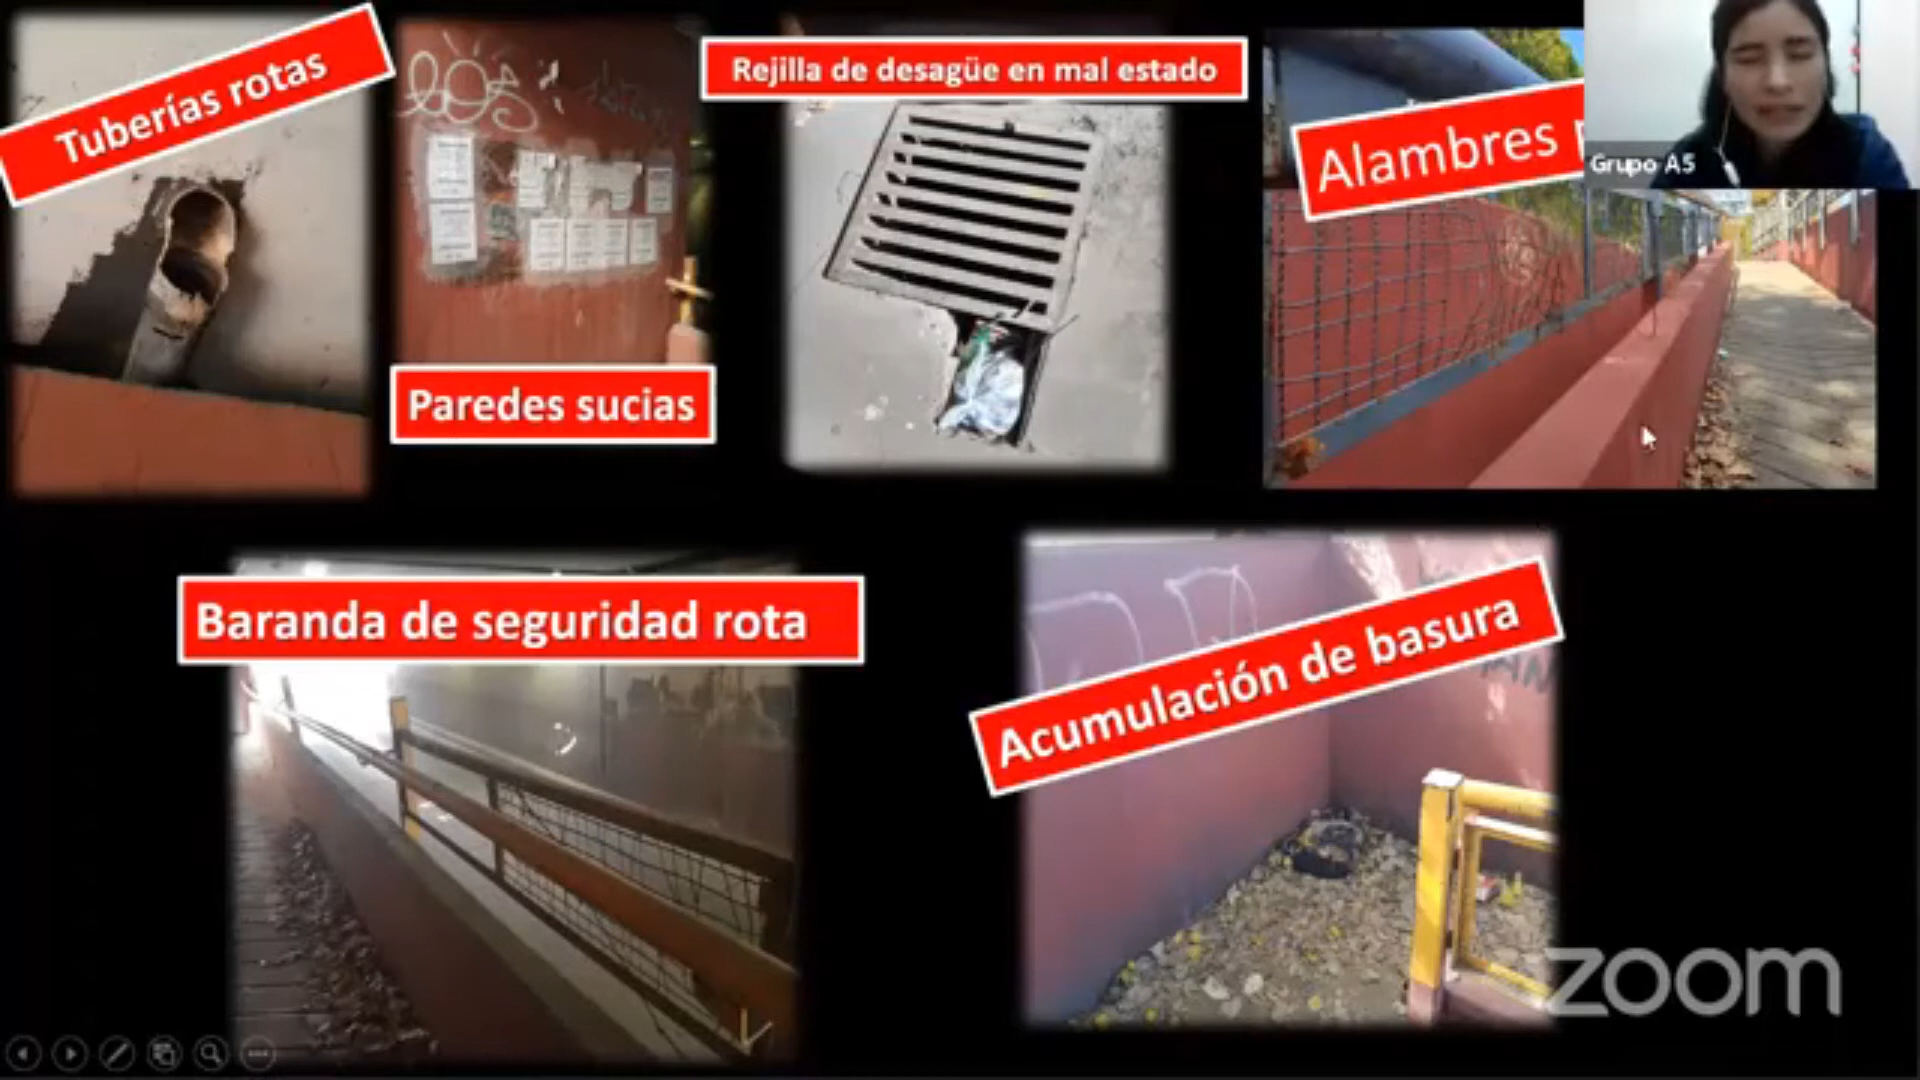 Tuberías rotas
Rejilla de desagüe en mal estado
Alambres
Grupo A5
Paredes sucias
Baranda de seguridad rota
Acumulación de basura
zoom